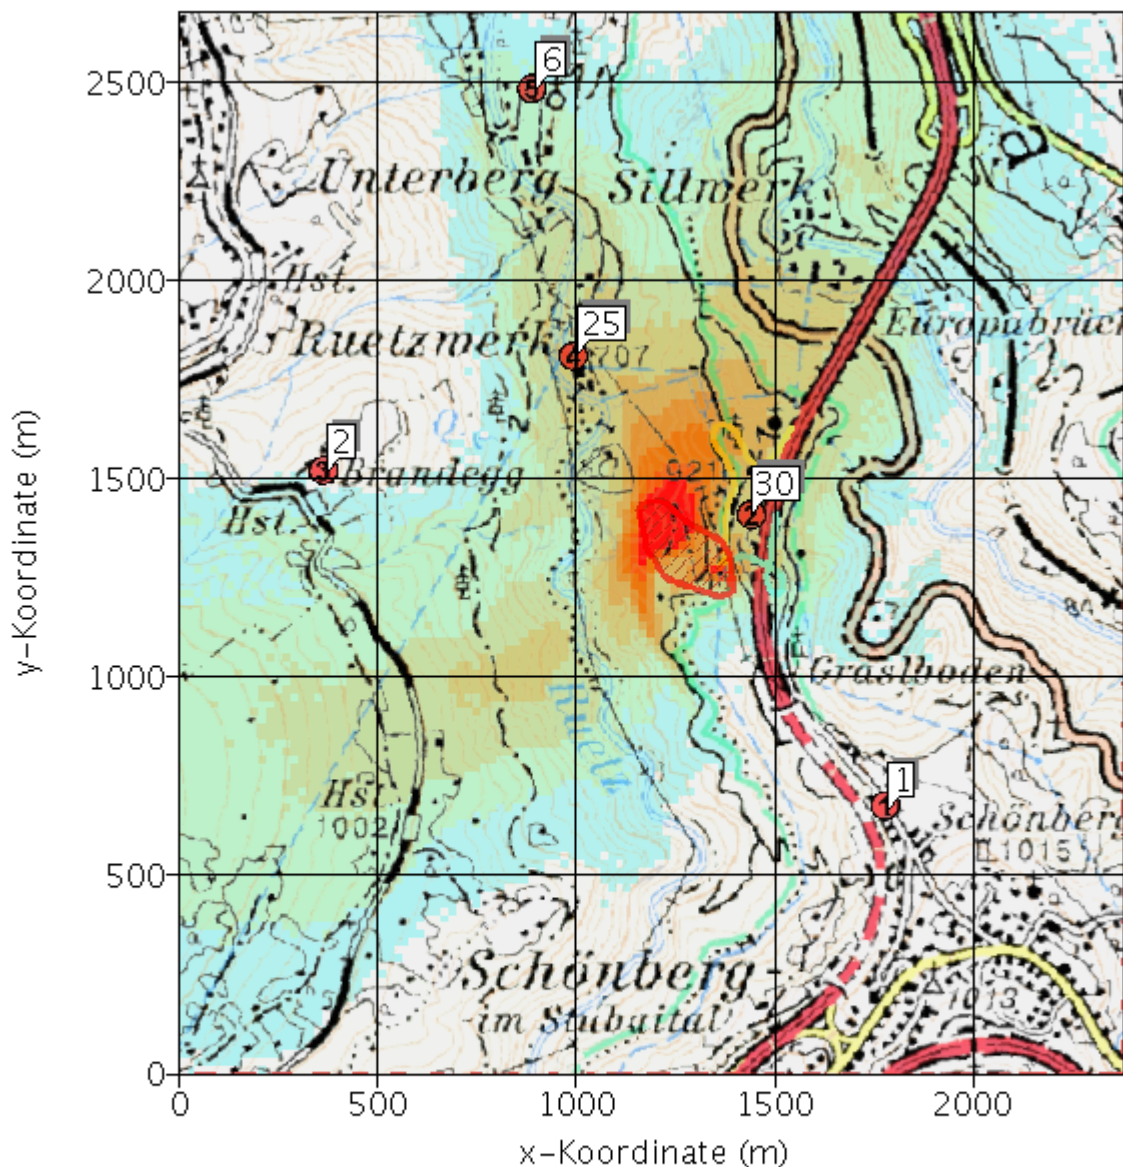 6
2500
Unterberg
Sillwerk
a
2000
Hst.
25
Ruetzwerk
707
Europabrück
2
30
1500
Brandegg
921
Hst.
1000
Graslboden
Ruetz
Hst
1002
1
Schönberg
1015
500
Schönberg-
im Stubaital
1013
0
0
500
1000
1500
2000
x-Koordinate (m)
y-Koordinate (m)